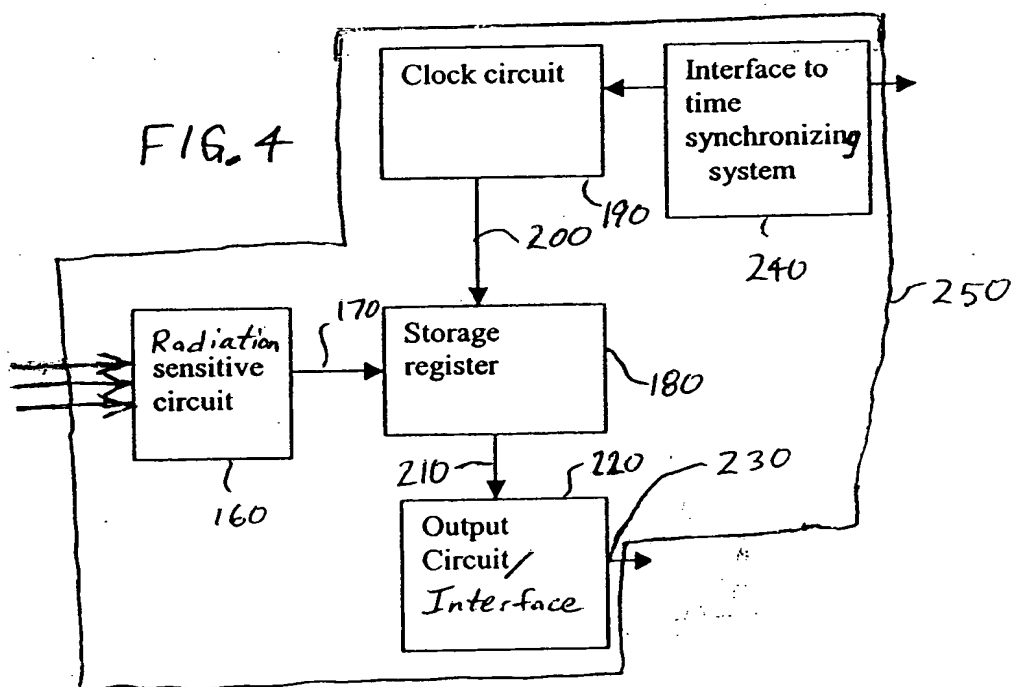 Clock circuit
Interface to
time
synchronizing
system
FIG. 4
190
200
240
250
170
Radiation
sensitive
circuit
Storage
register
180
160
210
220
230
Output
Circuit/
Interface